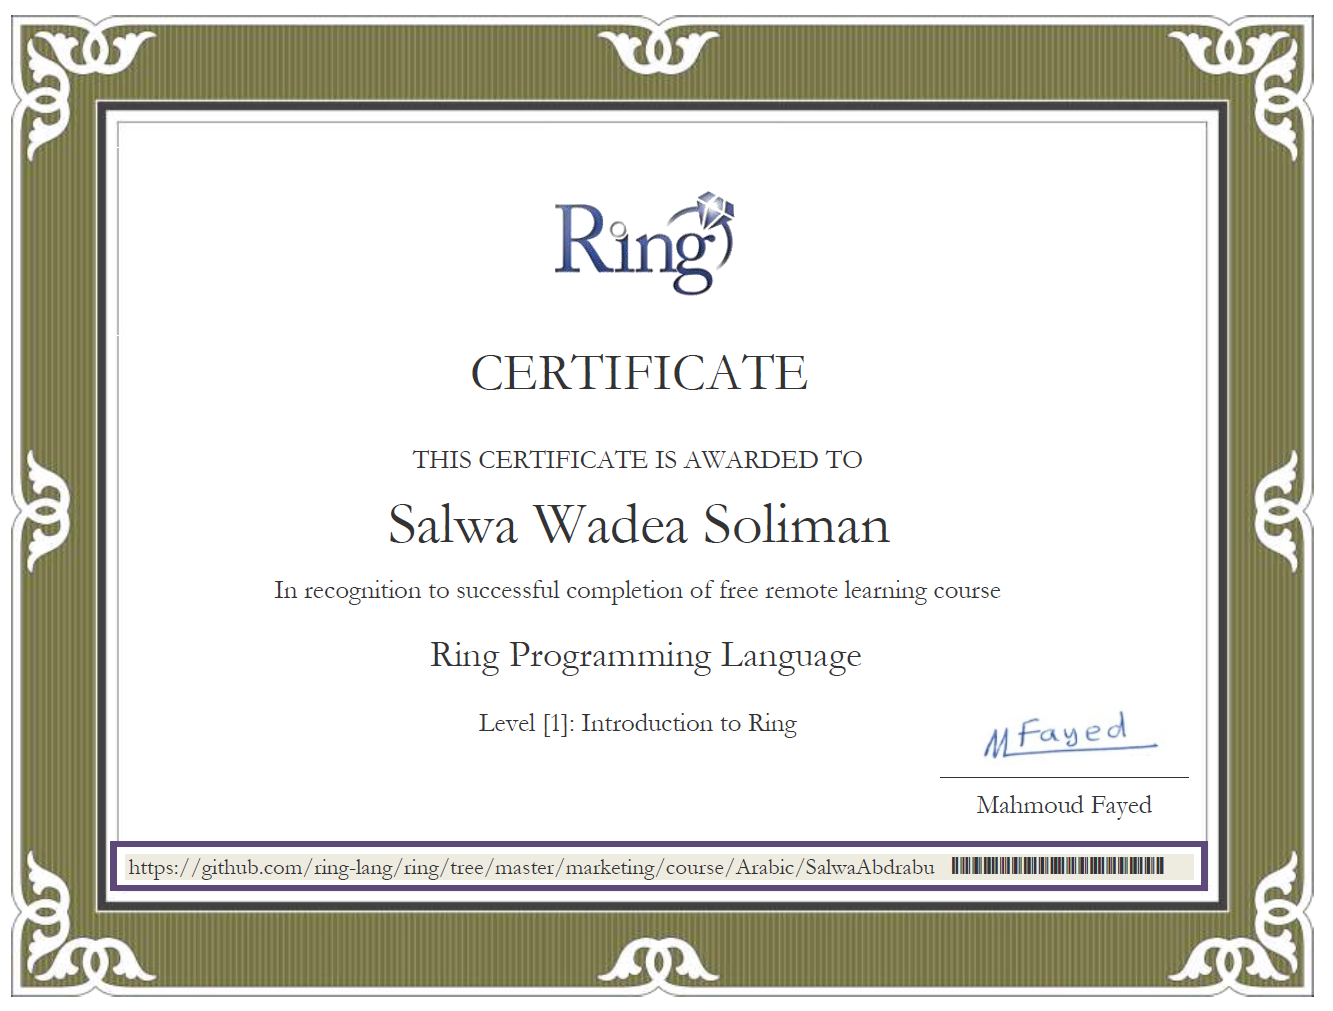 Ring
CERTIFICATE
THIS CERTIFICATE IS AWARDED TO
Salwa Wadea Soliman
In recognition to successful completion of free remote learning course
Ring Programming Language
Level [1]: Introduction to Ring
MFayed
Mahmoud Fayed
https://github.com/ring-lang/ring/tree/master/marketing/course/Arabic/SalwaAbdrabu